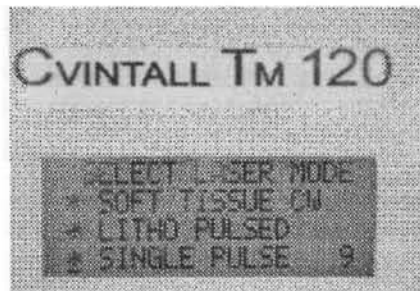 CVINTALL TM 120
SELECT LASER MODE
* SOFT TISSUE CW
* LITHO PULSED
* SINGLE PULSE 9